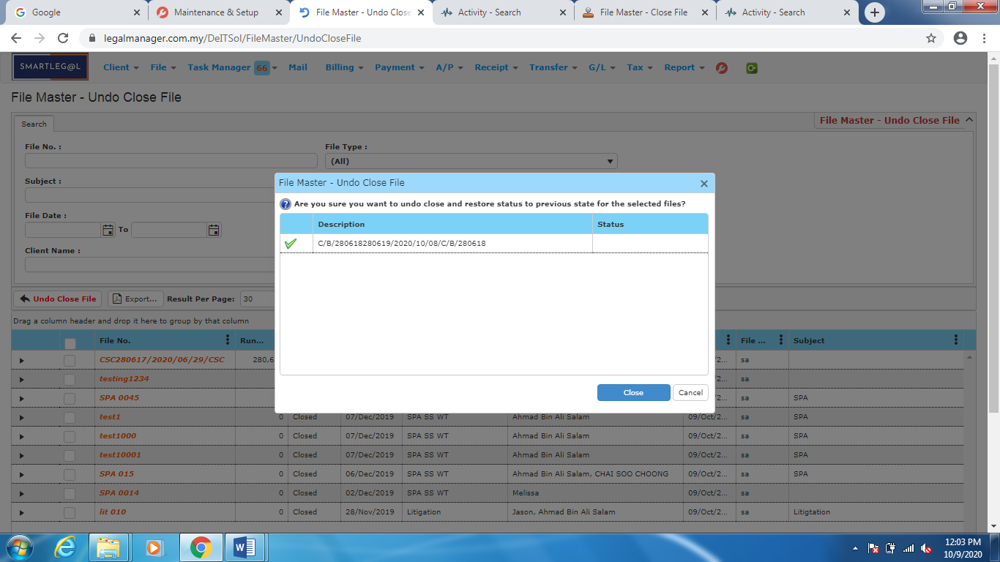 Google
Maintenance & Setup
File Master - Undo Close
Activity - Search
File Master - Close File
Activity - Search
legalmanager.com.my/DeITSol/FileMaster/UndoCloseFile
SMARTLEG@L
Client File Task Manager 66 Mail Billing Payment A/P Receipt Transfer G/L Tax Report
File Master - Undo Close File
Search
File Master - Undo Close File
File No. :
File Type :
(All)
Subject :
File Date :
To
Client Name :
File Master - Undo Close File
Are you sure you want to undo close and restore status to previous state for the selected files?
Description Status
C/B/280618280619/2020/10/08/C/B/280618
Close Cancel
Undo Close File Export... Result Per Page: 30
Drag a column header and drop it here to group by that column
File No. Run... File ... Subject
CSC280617/2020/06/29/CSC 280,6 /2... sa
testing1234 /2... sa
SPA 0045 /2... sa SPA
test1 0 Closed 07/Dec/2019 SPA SS WT Ahmad Bin Ali Salam 09/Oct/2... sa SPA
test1000 0 Closed 07/Dec/2019 SPA SS WT Ahmad Bin Ali Salam 09/Oct/2... sa SPA
test10001 0 Closed 07/Dec/2019 SPA SS WT Ahmad Bin Ali Salam 09/Oct/2... sa SPA
SPA 015 0 Closed 06/Dec/2019 SPA SS WT Ahmad Bin Ali Salam, CHAI SOO CHOONG 09/Oct/2... sa SPA
SPA 0014 0 Closed 02/Dec/2019 SPA SS WT Melissa 09/Oct/2... sa
lit 010 0 Closed 28/Nov/2019 Litigation Jason, Ahmad Bin Ali Salam 09/Oct/2... sa Litigtation
12:03 PM
10/9/2020